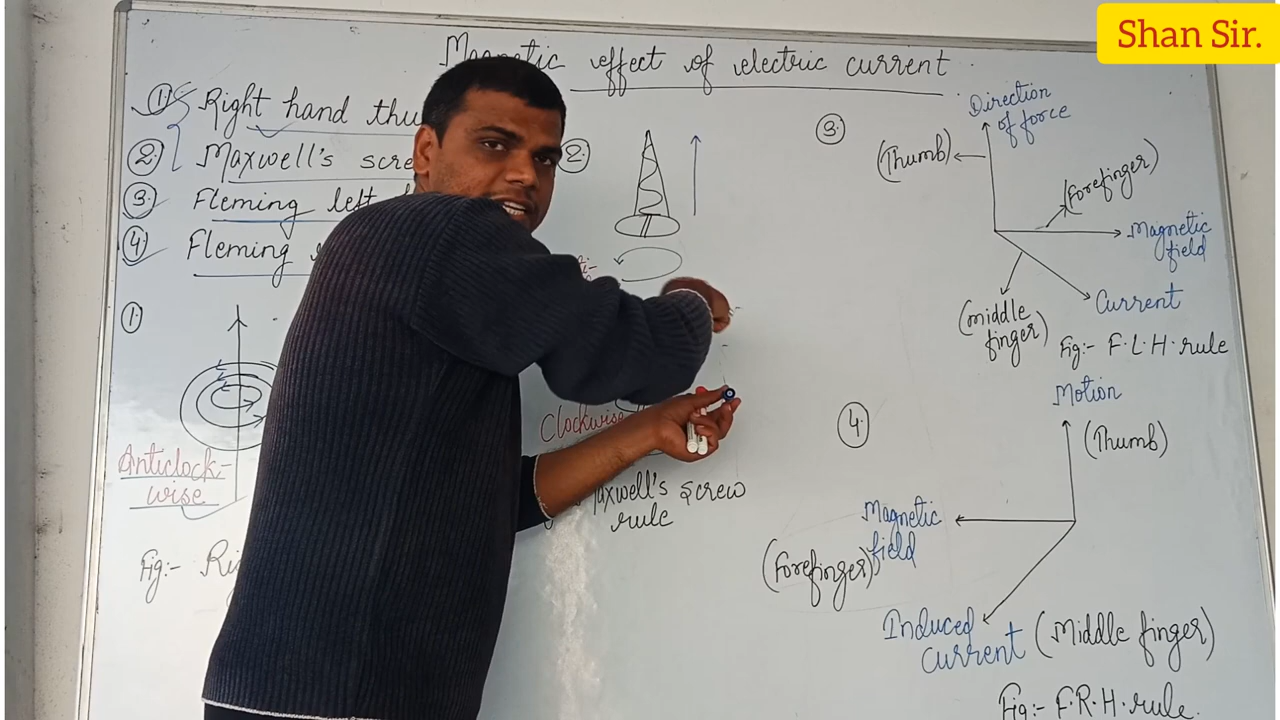 Shan Sir.
Magnetic effect of electric current
① Right hand thu
② Maxwell's scre
③ Fleming left
④ Fleming
①
Anticlock-
wise
Fig:- Ri
②
Clockwise
Maxwell's screw
rule
③
Direction
of force
(Thumb)
(Forefinger)
Magnetic
field
Current
(middle
finger)
Fig:- F.L.H. rule
④
Motion
(Thumb)
Magnetic
field
(Forefinger)
Induced
current (Middle finger)
Fig:- F.R.H. rule.